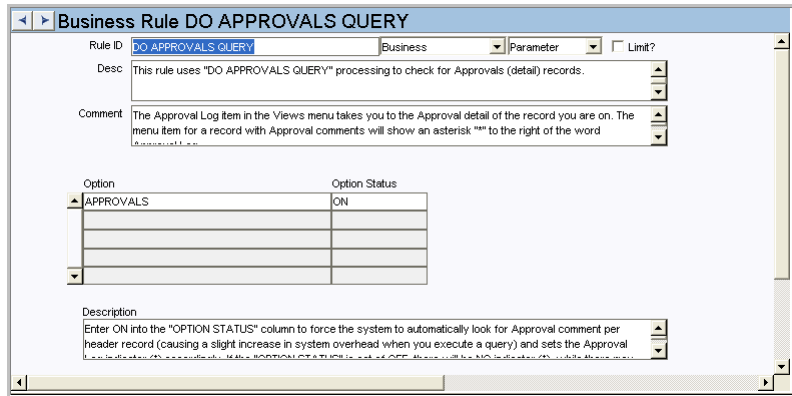 Business Rule DO APPROVALS QUERY
Rule ID DO APPROVALS QUERY Business Parameter Limit?
Desc This rule uses "DO APPROVALS QUERY" processing to check for Approvals (detail) records.
Comment The Approval Log item in the Views menu takes you to the Approval detail of the record you are on. The
menu item for a record with Approval comments will show an asterisk "*" to the right of the word
Option Option Status
APPROVALS ON
Description
Enter ON into the "OPTION STATUS" column to force the system to automatically look for Approval comment per
header record (causing a slight increase in system overhead when you execute a query) and sets the Approval